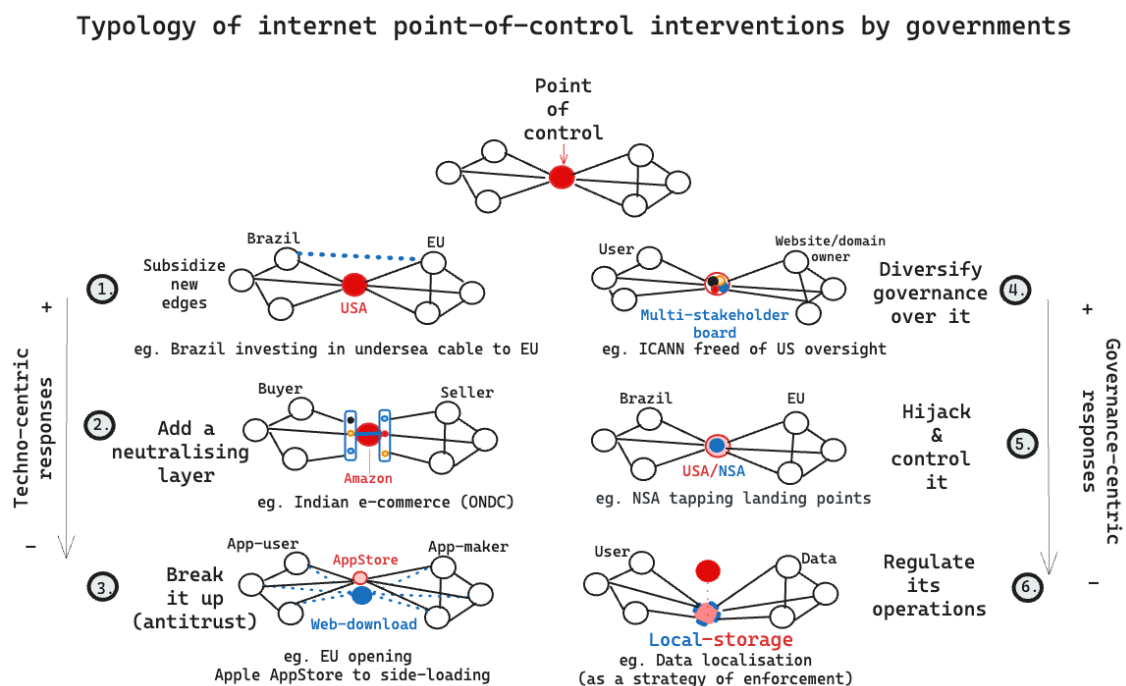 Typology of internet point-of-control interventions by governments
Point
of
control
Brazil
EU
1.
Subsidize
new
edges
USA
eg. Brazil investing in undersea cable to EU
User
Website/domain
owner
Multi-stakeholder
board
Diversify
governance
over it
4.
eg. ICANN freed of US oversight
+
Techno-centric
responses
−
Buyer
Seller
2.
Add a
neutralising
layer
Amazon
eg. Indian e-commerce (ONDC)
Brazil
EU
USA/NSA
Hijack
&
control
it
5.
eg. NSA tapping landing points
+
Governance-centric
responses
−
App-user
AppStore
App-maker
3.
Break
it up
(antitrust)
Web-download
eg. EU opening
Apple AppStore to side-loading
User
Data
Local-storage
Regulate
its
operations
6.
eg. Data localisation
(as a strategy of enforcement)